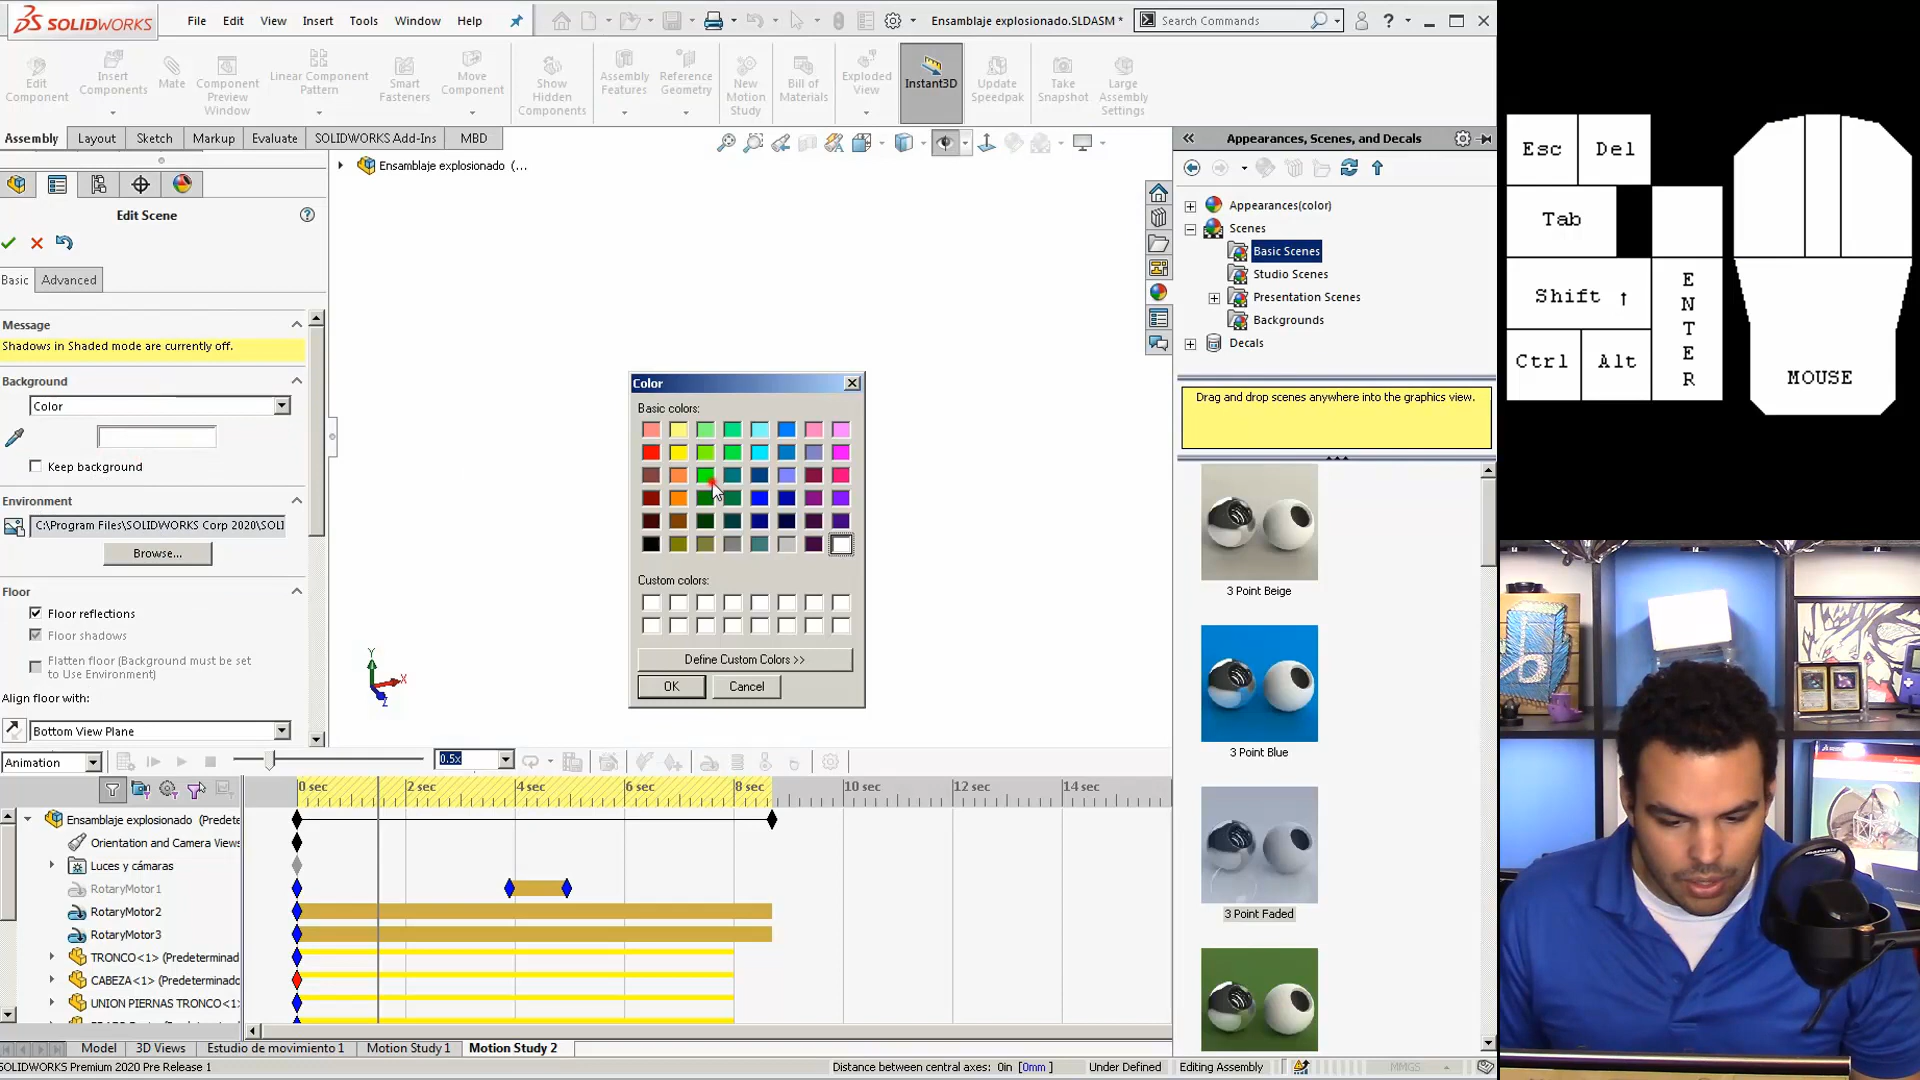 SOLIDWORKS
File Edit View Insert Tools Window Help
Ensamblaje explosionado.SLDASM *
Search Commands
Edit Component
Insert Components
Mate
Component Preview Window
Linear Component Pattern
Smart Fasteners
Move Component
Show Hidden Components
Assembly Features
Reference Geometry
New Motion Study
Bill of Materials
Exploded View
Instant3D
Update Speedpak
Take Snapshot
Large Assembly Settings
Assembly Layout Sketch Markup Evaluate SOLIDWORKS Add-Ins MBD
Ensamblaje explosionado (...
Edit Scene
Basic Advanced
Message
Shadows in Shaded mode are currently off.
Background
Color
Keep background
Environment
C:\Program Files\SOLIDWORKS Corp 2020\SOLI
Browse...
Floor
Floor reflections
Floor shadows
Flatten floor (Background must be set
to Use Environment)
Align floor with:
Bottom View Plane
Y
X
Z
Color
Basic colors:
Custom colors:
Define Custom Colors >>
OK Cancel
Appearances, Scenes, and Decals
Appearances(color)
Scenes
Basic Scenes
Studio Scenes
Presentation Scenes
Backgrounds
Decals
Drag and drop scenes anywhere into the graphics view.
3 Point Beige
3 Point Blue
3 Point Faded
Esc Del
Tab
Shift ↑
Ctrl Alt
ENTER
MOUSE
Animation
0.5x
0 sec 2 sec 4 sec 6 sec 8 sec 10 sec 12 sec 14 sec
Ensamblaje explosionado (Predete
Orientation and Camera Views
Luces y cámaras
RotaryMotor1
RotaryMotor2
RotaryMotor3
TRONCO<1> (Predeterminad
CABEZA<1> (Predeterminado
UNION PIERNAS TRONCO<1>
Model 3D Views Estudio de movimiento 1 Motion Study 1 Motion Study 2
SOLIDWORKS Premium 2020 Pre Release 1
Distance between central axes: 0in [0mm]
Under Defined
Editing Assembly
MMGS